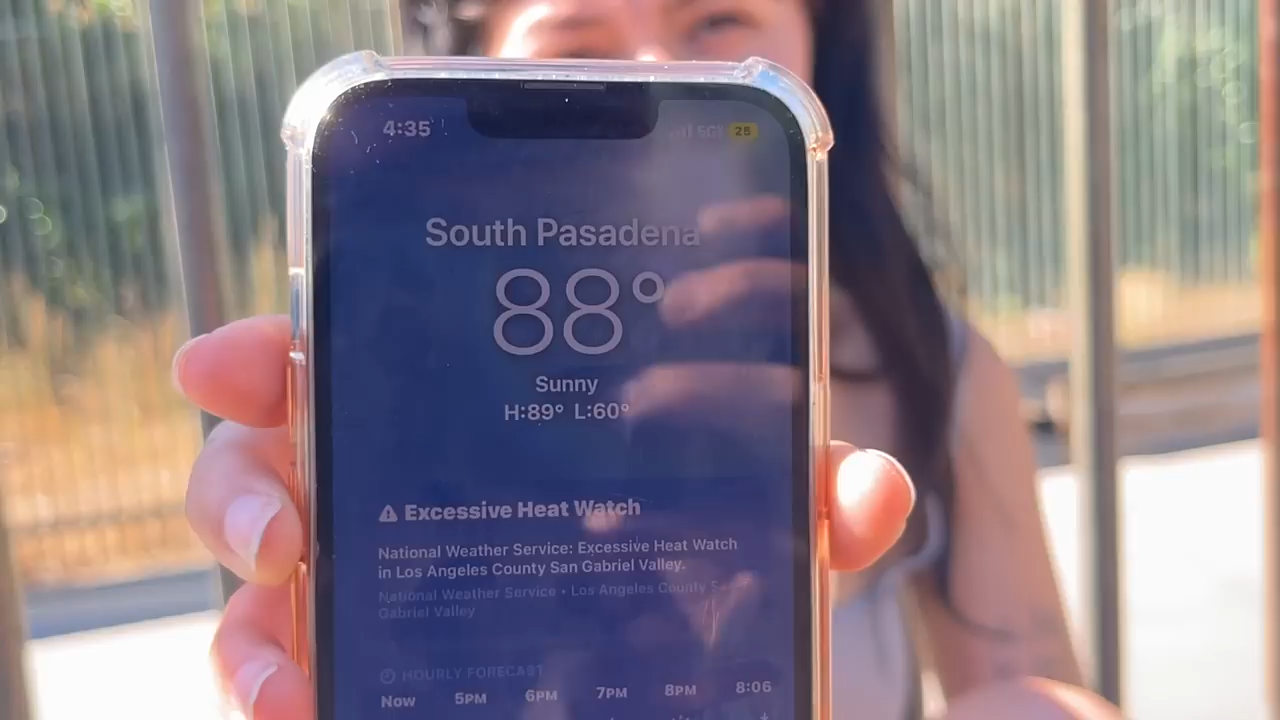 4:35 5G 28
South Pasadena
88°
Sunny
H:89° L:60°
Excessive Heat Watch
National Weather Service: Excessive Heat Watch
in Los Angeles County San Gabriel Valley.
National Weather Service • Los Angeles County San
Gabriel Valley
HOURLY FORECAST
Now 5PM 6PM 7PM 8PM 8:06